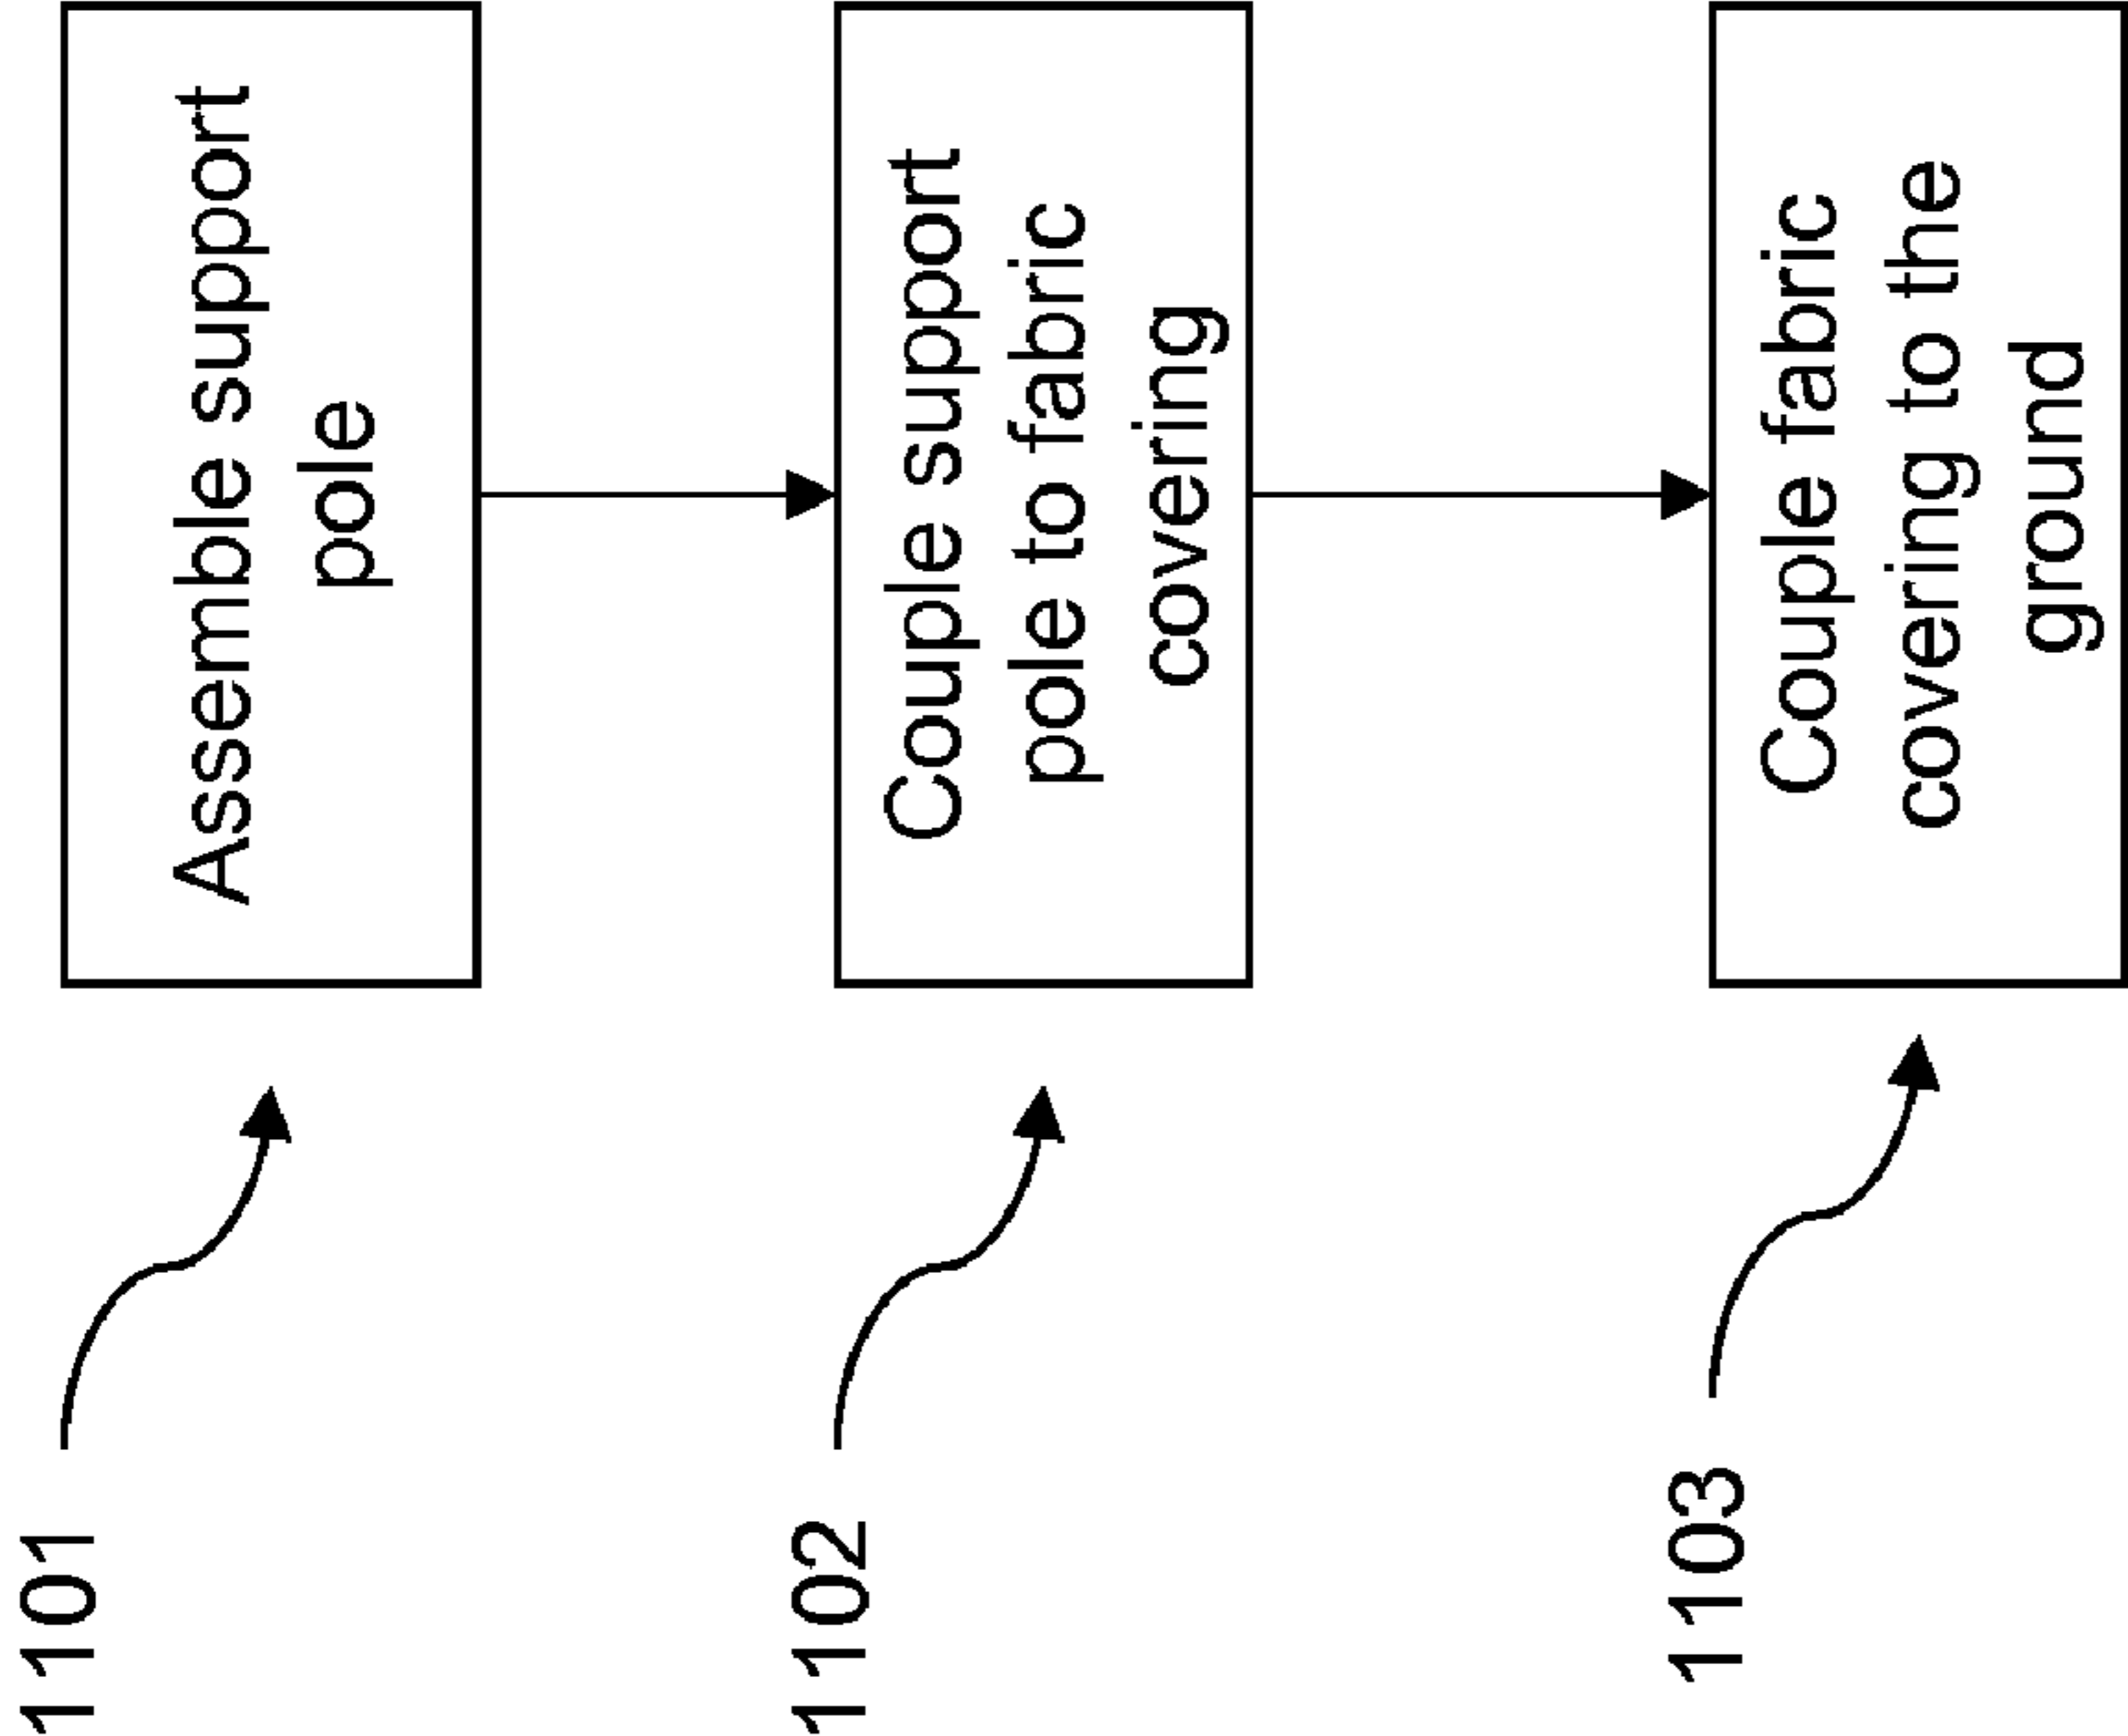 1101
Assemble support
pole
1102
Couple support
pole to fabric
covering
1103
Couple fabric
covering to the
ground